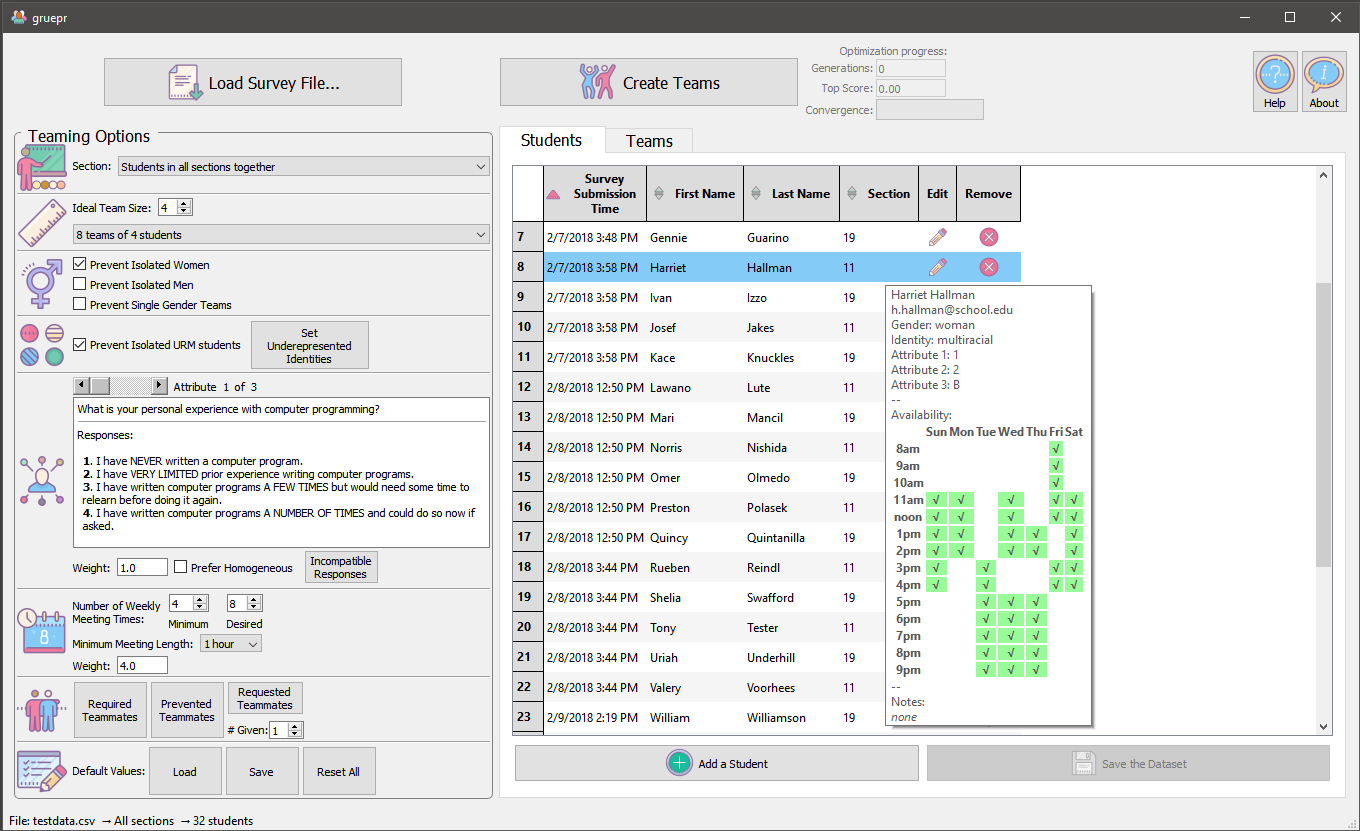 gruepr
Load Survey File...
Create Teams
Optimization progress:
Generations: 0
Top Score: 0.00
Convergence:
Help
About
Teaming Options
Section: Students in all sections together
Ideal Team Size: 4
8 teams of 4 students
Prevent Isolated Women
Prevent Isolated Men
Prevent Single Gender Teams
Prevent Isolated URM students
Set
Underrepresented
Identities
Attribute 1 of 3
What is your personal experience with computer programming?
Responses:
1. I have NEVER written a computer program.
2. I have VERY LIMITED prior experience writing computer programs.
3. I have written computer programs A FEW TIMES but would need some time to
relearn before doing it again.
4. I have written computer programs A NUMBER OF TIMES and could do so now if
asked.
Weight: 1.0
Prefer Homogeneous
Incompatible
Responses
Number of Weekly
Meeting Times:
4
8
Minimum
Desired
8
Minimum Meeting Length: 1 hour
Weight: 4.0
Required
Teammates
Prevented
Teammates
Requested
Teammates
# Given: 1
Default Values:
Load
Save
Reset All
Students
Teams
Survey
Submission
Time
First Name
Last Name
Section
Edit
Remove
7 2/7/2018 3:48 PM Gennie Guarino 19
8 2/7/2018 3:58 PM Harriet Hallman 11
9 2/7/2018 3:58 PM Ivan Izzo 19
10 2/7/2018 3:58 PM Josef Jakes 11
11 2/7/2018 3:58 PM Kace Knuckles 19
12 2/8/2018 12:50 PM Lawano Lute 11
13 2/8/2018 12:50 PM Mari Mancil 19
14 2/8/2018 12:50 PM Norris Nishida 11
15 2/8/2018 12:50 PM Omer Olmedo 19
16 2/8/2018 12:50 PM Preston Polasek 11
17 2/8/2018 12:50 PM Quincy Quintanilla 19
18 2/8/2018 3:44 PM Rueben Reindl 11
19 2/8/2018 3:44 PM Shelia Swafford 19
20 2/8/2018 3:44 PM Tony Tester 11
21 2/8/2018 3:44 PM Uriah Underhill 19
22 2/8/2018 3:44 PM Valery Voorhees 11
23 2/9/2018 2:19 PM William Williamson 19
Harriet Hallman
h.hallman@school.edu
Gender: woman
Identity: multiracial
Attribute 1: 1
Attribute 2: 2
Attribute 3: B
--
Availability:
Sun Mon Tue Wed Thu Fri Sat
8am √
9am √
10am √
11am √ √ √ √ √
noon √ √ √ √ √
1pm √ √ √ √ √
2pm √ √ √ √ √
3pm √ √ √ √
4pm √ √ √ √
5pm √ √ √
6pm √ √ √
7pm √ √ √
8pm √ √ √
9pm √ √ √
--
Notes:
none
Add a Student
Save the Dataset
File: testdata.csv → All sections → 32 students